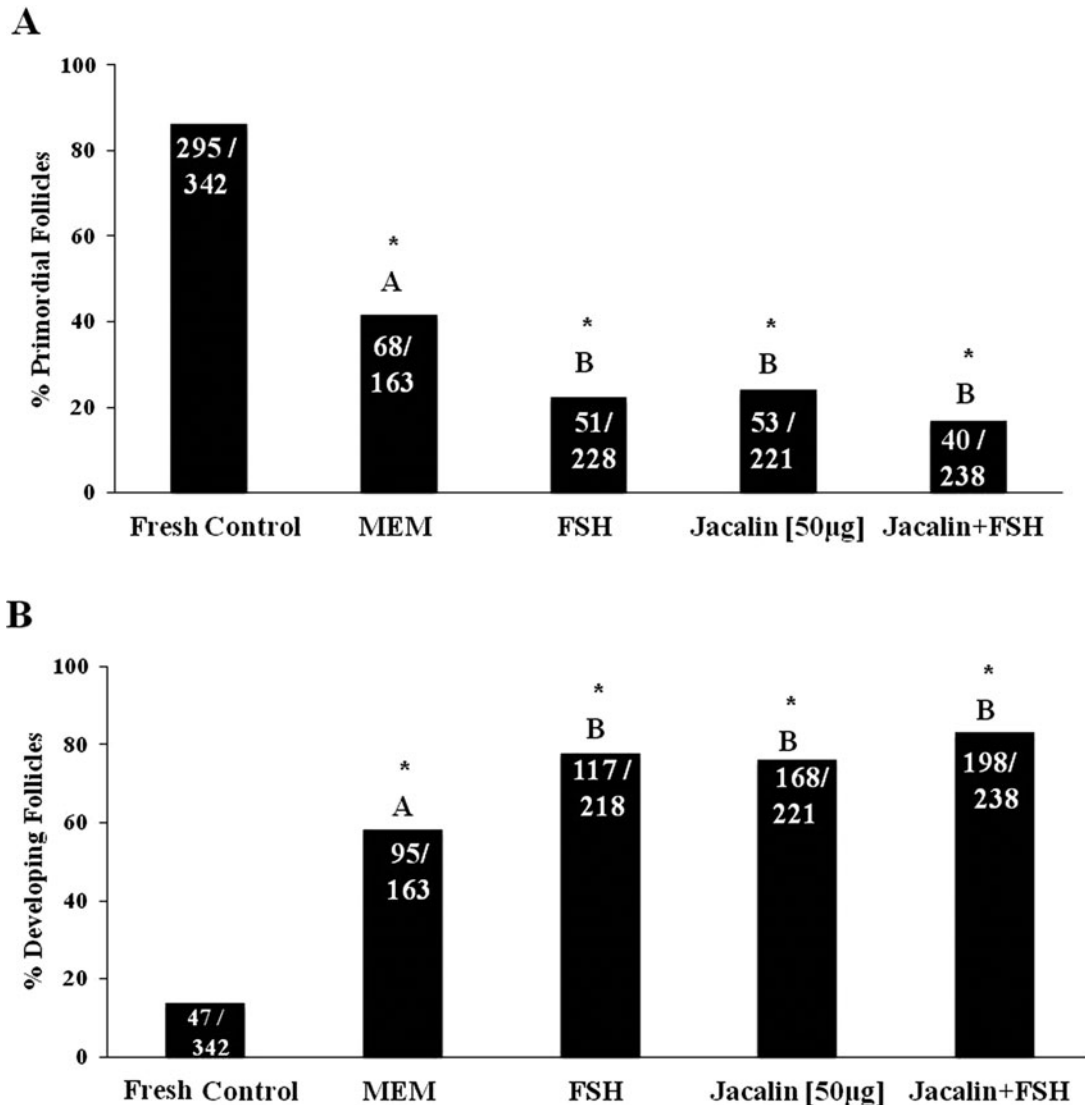 A
% Primordial Follicles
100
80
60
40
20
0
295 /
342
*
A
68/
163
*
B
51/
228
*
B
53 /
221
*
B
40 /
238
Fresh Control MEM FSH Jacalin [50µg] Jacalin+FSH
B
% Developing Follicles
100
80
60
40
20
0
47 /
342
*
A
95/
163
*
B
117 /
218
*
B
168/
221
*
B
198/
238
Fresh Control MEM FSH Jacalin [50µg] Jacalin+FSH